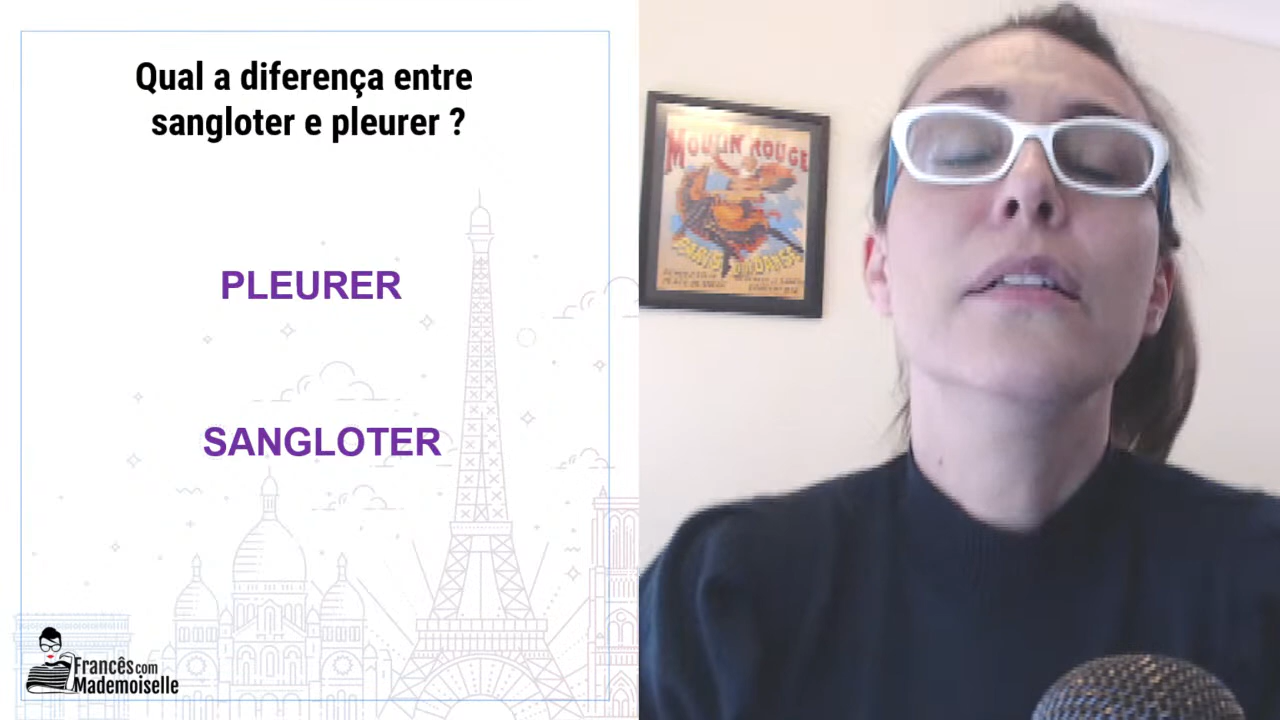 Qual a diferença entre
sangloter e pleurer ?
PLEURER
SANGLOTER
Francês com
Mademoiselle
MOULIN ROUGE